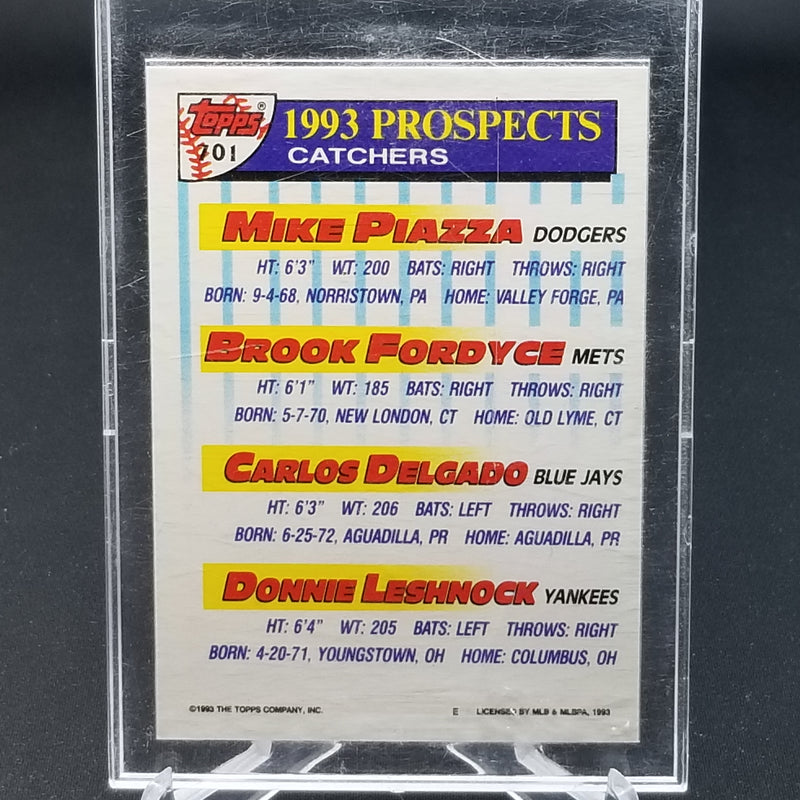 Topps®
701
1993 PROSPECTS
CATCHERS
MIKE PIAZZA DODGERS
HT: 6'3" WT: 200 BATS: RIGHT THROWS: RIGHT
BORN: 9-4-68, NORRISTOWN, PA HOME: VALLEY FORGE, PA
BROOK FORDYCE METS
HT: 6'1" WT: 185 BATS: RIGHT THROWS: RIGHT
BORN: 5-7-70, NEW LONDON, CT HOME: OLD LYME, CT
CARLOS DELGADO BLUE JAYS
HT: 6'3" WT: 206 BATS: LEFT THROWS: RIGHT
BORN: 6-25-72, AGUADILLA, PR HOME: AGUADILLA, PR
DONNIE LESHNOCK YANKEES
HT: 6'4" WT: 205 BATS: LEFT THROWS: RIGHT
BORN: 4-20-71, YOUNGSTOWN, OH HOME: COLUMBUS, OH
©1993 THE TOPPS COMPANY, INC. E LICENSED BY MLB & MLBPA, 1993